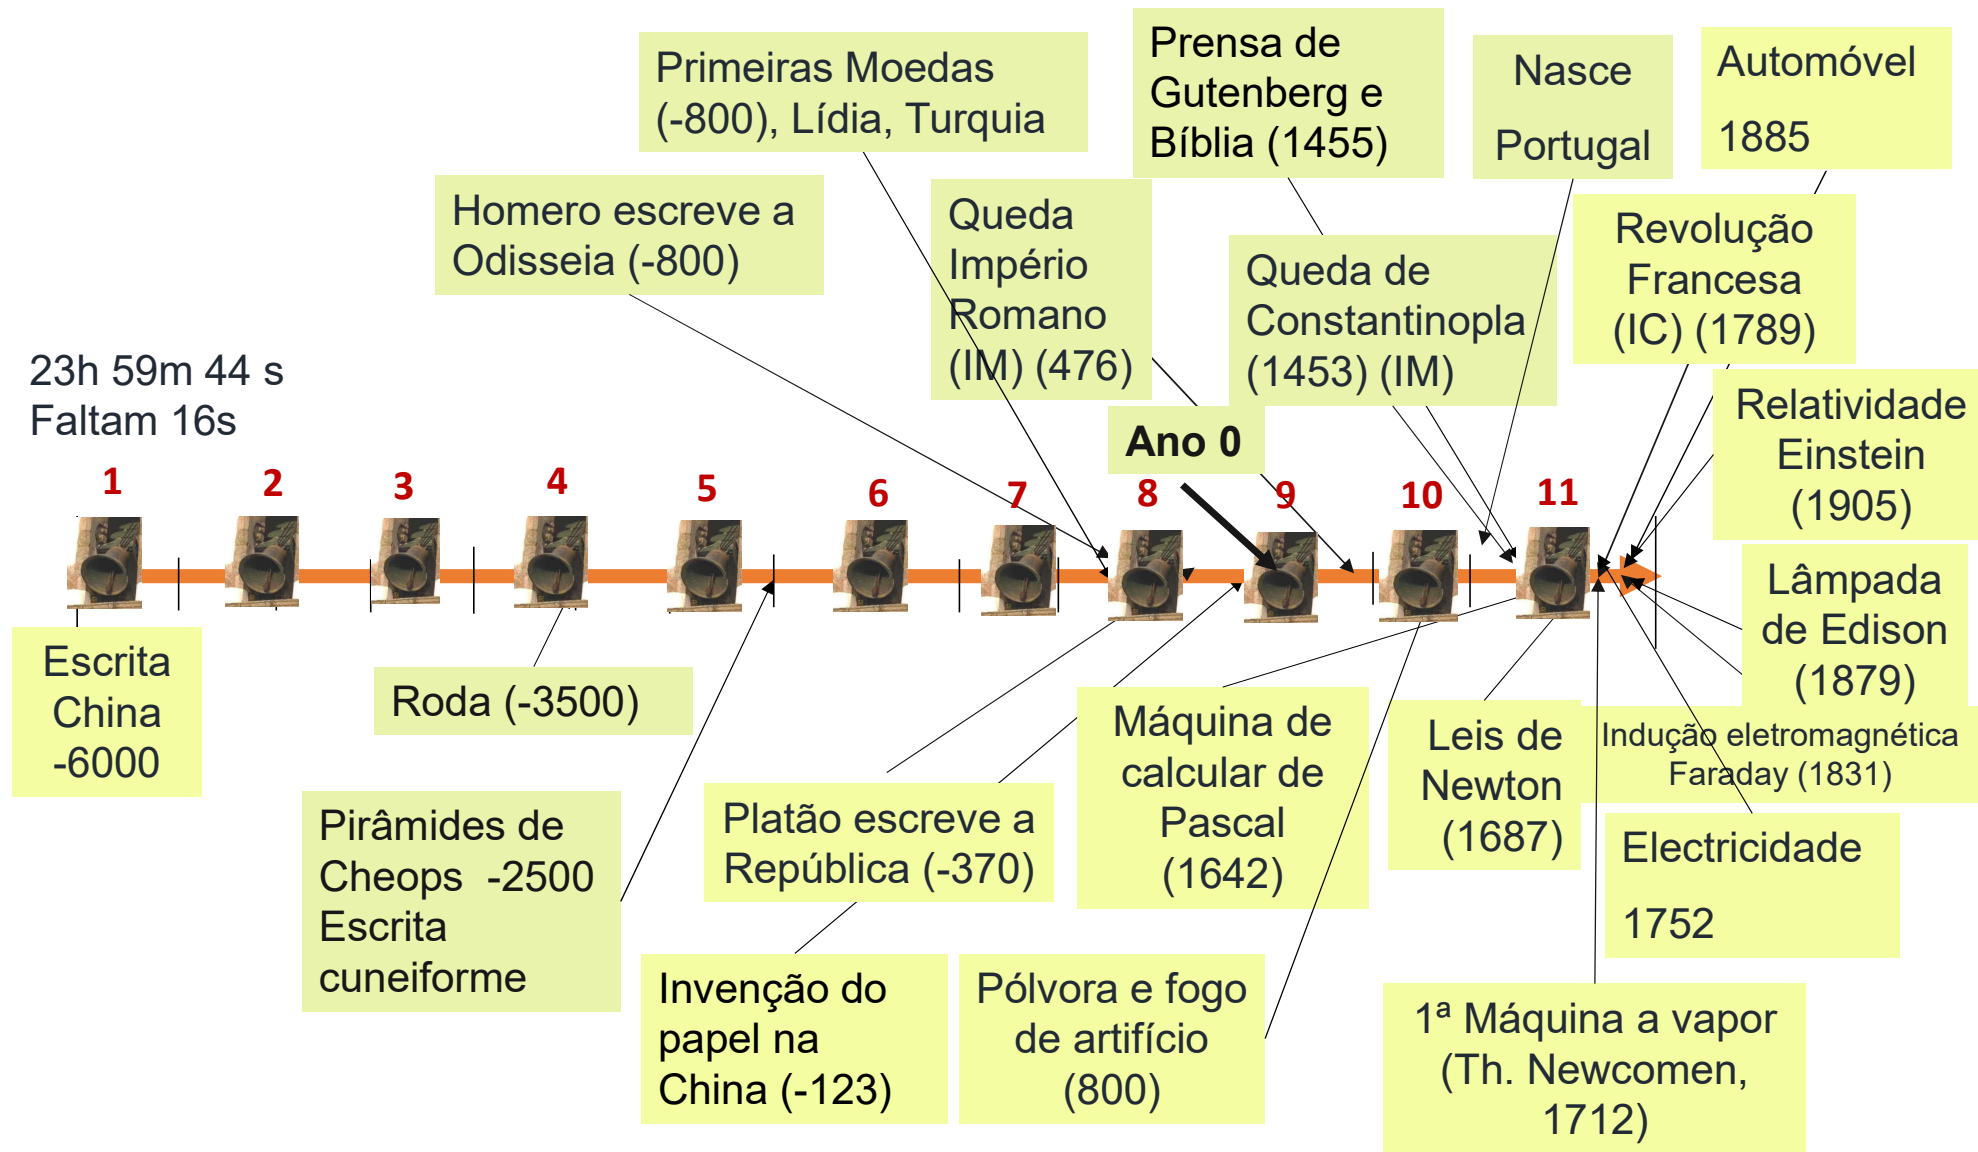 Primeiras Moedas
(-800), Lídia, Turquia
Prensa de
Gutenberg e
Bíblia (1455)
Nasce
Portugal
Automóvel
1885
Homero escreve a
Odisseia (-800)
Queda
Império
Romano
(IM) (476)
Queda de
Constantinopla
(1453) (IM)
Revolução
Francesa
(IC) (1789)
23h 59m 44 s
Faltam 16s
Ano 0
Relatividade
Einstein
(1905)
1
2
3
4
5
6
7
8
9
10
11
Escrita
China
-6000
Roda (-3500)
Pirâmides de
Cheops -2500
Escrita
cuneiforme
Platão escreve a
República (-370)
Máquina de
calcular de
Pascal
(1642)
Leis de
Newton
(1687)
Lâmpada
de Edison
(1879)
Indução eletromagnética
Faraday (1831)
Electricidade
1752
Invenção do
papel na
China (-123)
Pólvora e fogo
de artifício
(800)
1ª Máquina a vapor
(Th. Newcomen,
1712)